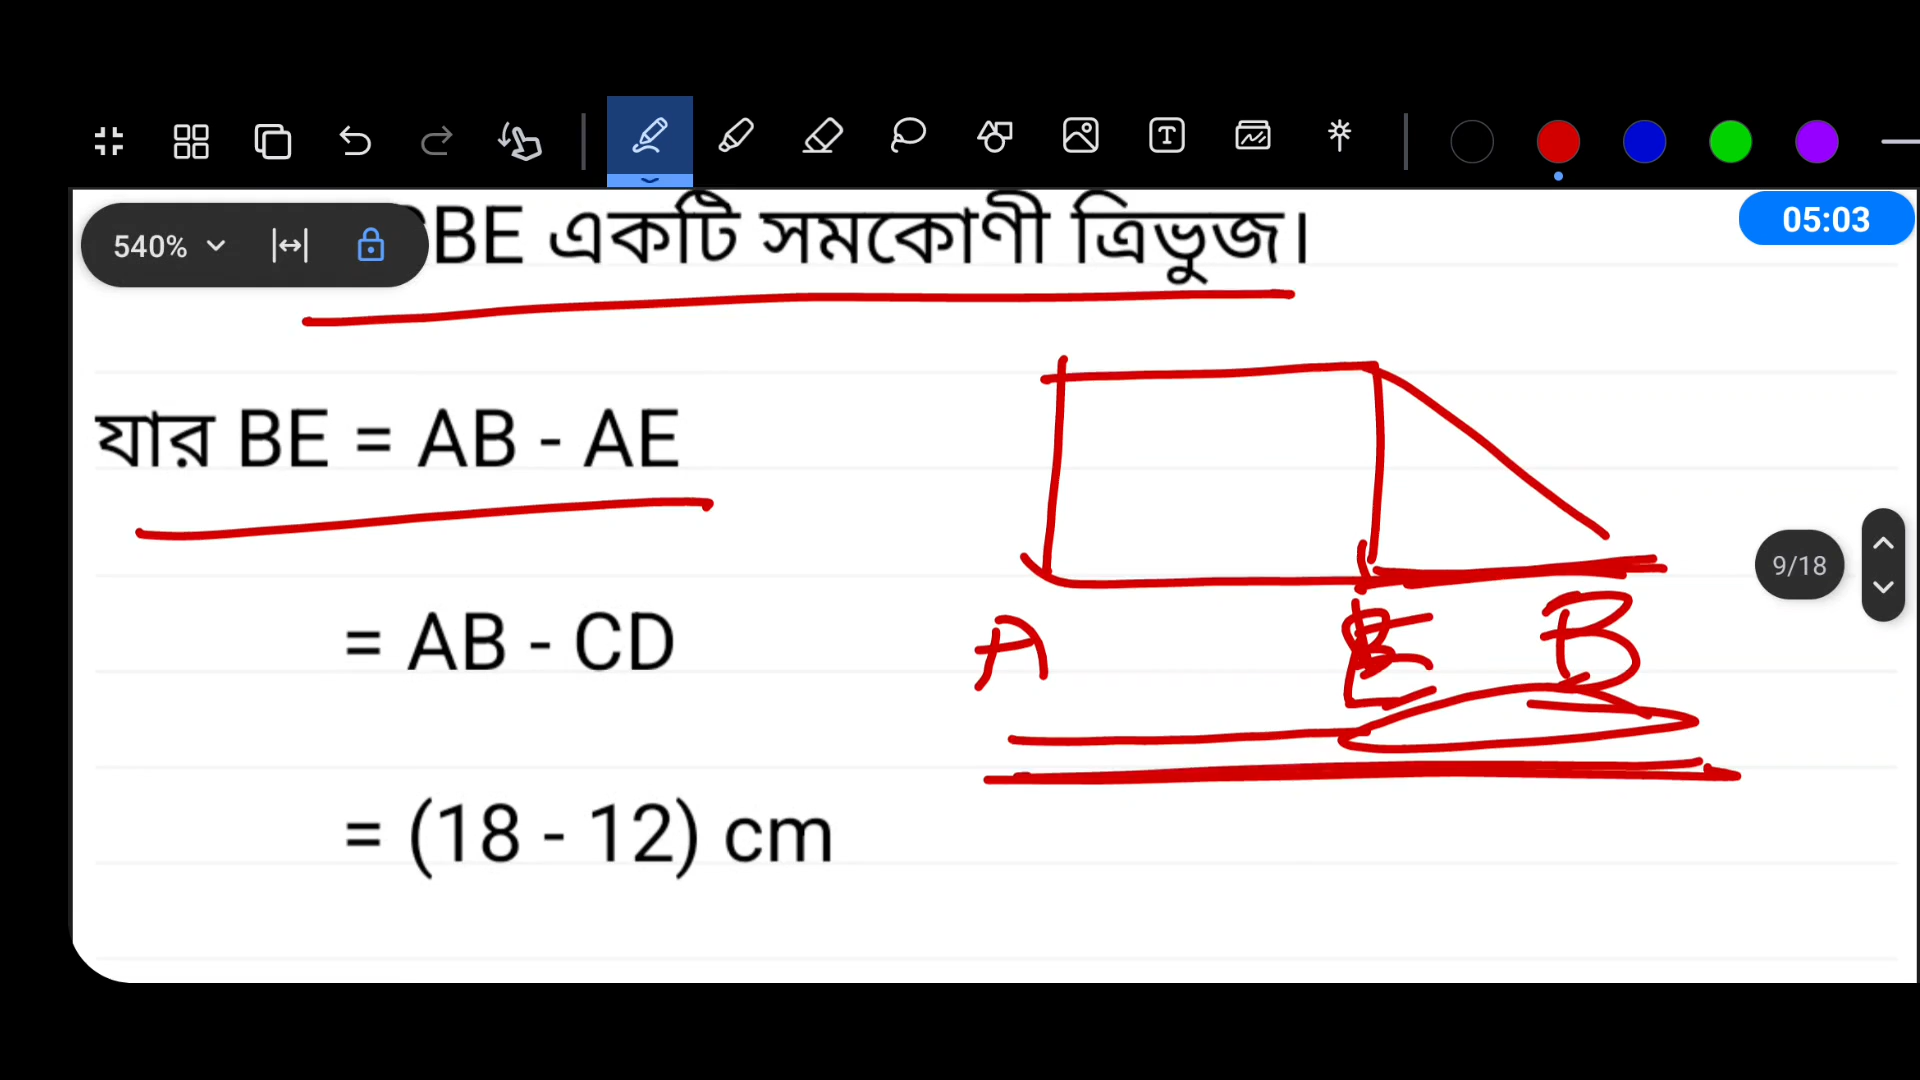 540%
BE একটি সমকোণী ত্রিভুজ।
05:03
যার BE = AB - AE
9/18
= AB - CD
A E B
= (18 - 12) cm